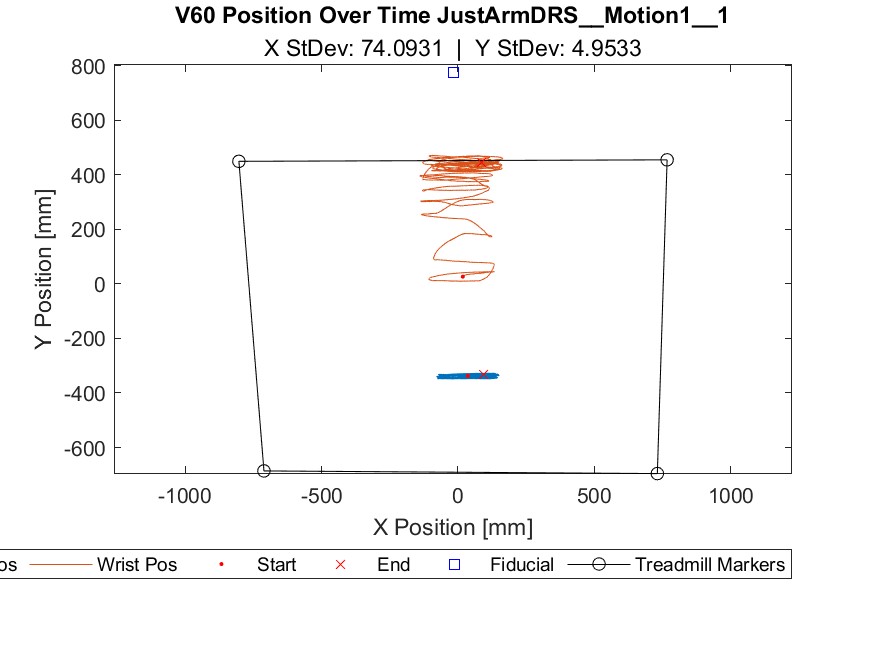 V60 Position Over Time JustArmDRS__Motion1__1
X StDev: 74.0931 | Y StDev: 4.9533
800
600
400
200
0
-200
-400
-600
Y Position [mm]
-1000 -500 0 500 1000
X Position [mm]
os Wrist Pos Start End Fiducial Treadmill Markers